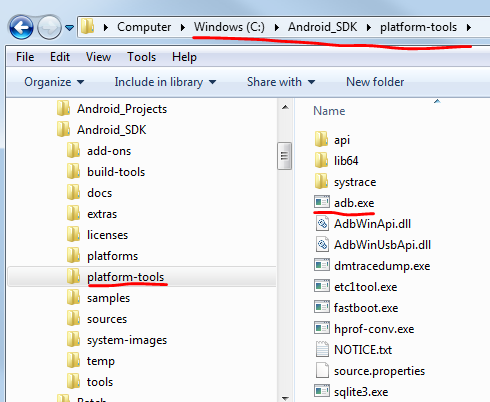 Computer Windows (C:) Android_SDK platform-tools
File Edit View Tools Help
Organize Include in library Share with New folder
Android_Projects
Android_SDK
add-ons
build-tools
docs
extras
licenses
platforms
platform-tools
samples
sources
system-images
temp
tools
Name
api
lib64
systrace
adb.exe
AdbWinApi.dll
AdbWinUsbApi.dll
dmtracedump.exe
etc1tool.exe
fastboot.exe
hprof-conv.exe
NOTICE.txt
source.properties
sqlite3.exe